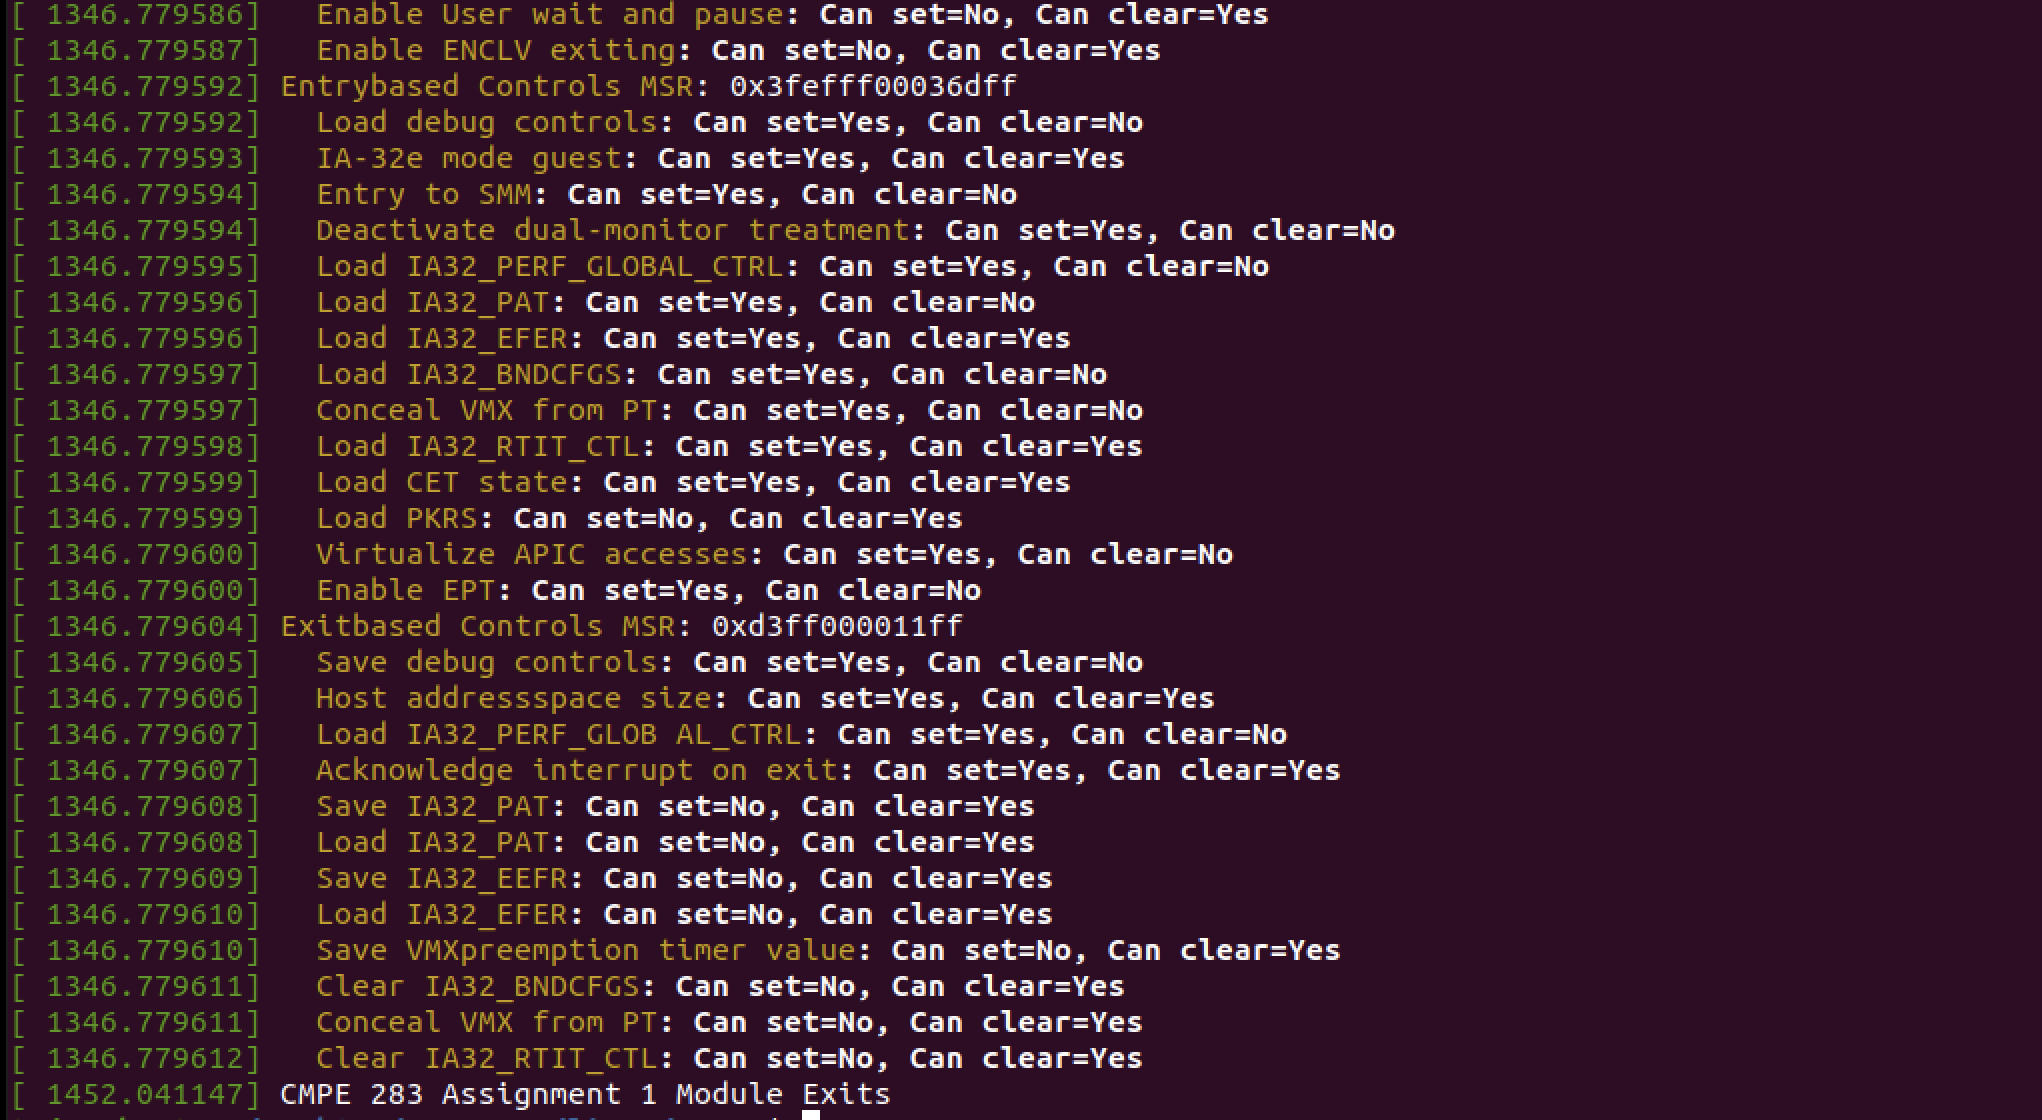 [ 1346.779586]   Enable User wait and pause: Can set=No, Can clear=Yes
[ 1346.779587]   Enable ENCLV exiting: Can set=No, Can clear=Yes
[ 1346.779592] Entrybased Controls MSR: 0x3fefff00036dff
[ 1346.779592]   Load debug controls: Can set=Yes, Can clear=No
[ 1346.779593]   IA-32e mode guest: Can set=Yes, Can clear=Yes
[ 1346.779594]   Entry to SMM: Can set=Yes, Can clear=No
[ 1346.779594]   Deactivate dual-monitor treatment: Can set=Yes, Can clear=No
[ 1346.779595]   Load IA32_PERF_GLOBAL_CTRL: Can set=Yes, Can clear=No
[ 1346.779596]   Load IA32_PAT: Can set=Yes, Can clear=No
[ 1346.779596]   Load IA32_EFER: Can set=Yes, Can clear=Yes
[ 1346.779597]   Load IA32_BNDCFGS: Can set=Yes, Can clear=No
[ 1346.779597]   Conceal VMX from PT: Can set=Yes, Can clear=No
[ 1346.779598]   Load IA32_RTIT_CTL: Can set=Yes, Can clear=Yes
[ 1346.779599]   Load CET state: Can set=Yes, Can clear=Yes
[ 1346.779599]   Load PKRS: Can set=No, Can clear=Yes
[ 1346.779600]   Virtualize APIC accesses: Can set=Yes, Can clear=No
[ 1346.779600]   Enable EPT: Can set=Yes, Can clear=No
[ 1346.779604] Exitbased Controls MSR: 0xd3ff000011ff
[ 1346.779605]   Save debug controls: Can set=Yes, Can clear=No
[ 1346.779606]   Host addressspace size: Can set=Yes, Can clear=Yes
[ 1346.779607]   Load IA32_PERF_GLOB AL_CTRL: Can set=Yes, Can clear=No
[ 1346.779607]   Acknowledge interrupt on exit: Can set=Yes, Can clear=Yes
[ 1346.779608]   Save IA32_PAT: Can set=No, Can clear=Yes
[ 1346.779608]   Load IA32_PAT: Can set=No, Can clear=Yes
[ 1346.779609]   Save IA32_EEFR: Can set=No, Can clear=Yes
[ 1346.779610]   Load IA32_EFER: Can set=No, Can clear=Yes
[ 1346.779610]   Save VMXpreemption timer value: Can set=No, Can clear=Yes
[ 1346.779611]   Clear IA32_BNDCFGS: Can set=No, Can clear=Yes
[ 1346.779611]   Conceal VMX from PT: Can set=No, Can clear=Yes
[ 1346.779612]   Clear IA32_RTIT_CTL: Can set=No, Can clear=Yes
[ 1452.041147] CMPE 283 Assignment 1 Module Exits